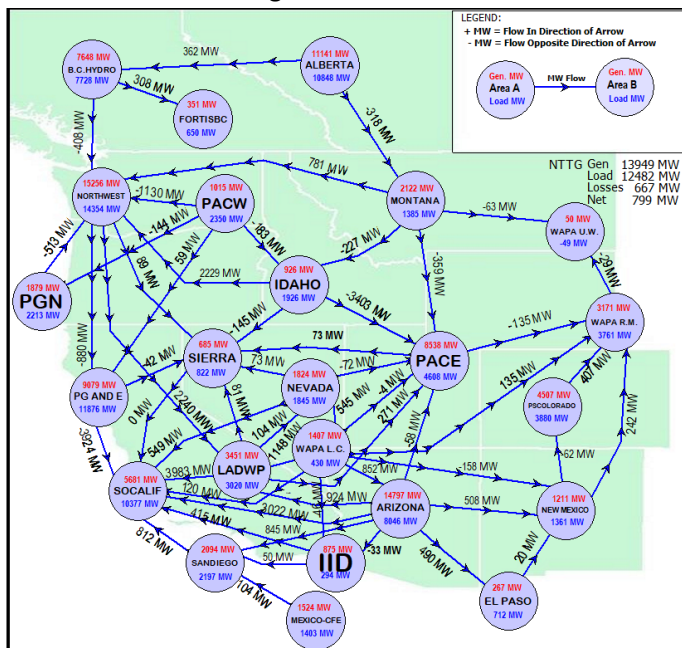 LEGEND:
+ MW = Flow In Direction of Arrow
- MW = Flow Opposite Direction of Arrow
Gen. MW
Area A
Load MW
MW Flow
Gen. MW
Area B
Load MW
NTTG Gen 13949 MW
Load 12482 MW
Losses 667 MW
Net 799 MW
7648 MW
B.C.HYDRO
7728 MW
362 MW
11141 MW
ALBERTA
10848 MW
308 MW
351 MW
FORTISBC
650 MW
-318 MW
-408 MW
781 MW
15256 MW
NORTHWEST
14354 MW
-1130 MW
1015 MW
PACW
2350 MW
2122 MW
MONTANA
1385 MW
-63 MW
50 MW
WAPA U.W.
-49 MW
-144 MW
-183 MW
-227 MW
-513 MW
89 MW
59 MW
2229 MW
-359 MW
-29 MW
1879 MW
PGN
2213 MW
926 MW
IDAHO
1926 MW
-3403 MW
-145 MW
-880 MW
685 MW
SIERRA
822 MW
73 MW
8538 MW
PACE
4608 MW
-135 MW
3171 MW
WAPA R.M.
3761 MW
-42 MW
73 MW
-72 MW
9079 MW
PG AND E
11876 MW
1824 MW
NEVADA
1845 MW
545 MW
-4 MW
271 MW
135 MW
407 MW
4507 MW
PSCOLORADO
3880 MW
242 MW
0 MW
2240 MW
81 MW
104 MW
1148 MW
-58 MW
-3924 MW
549 MW
1407 MW
WAPA L.C.
430 MW
-62 MW
3451 MW
LADWP
3020 MW
3983 MW
852 MW
-158 MW
5681 MW
SOCALIF
10377 MW
120 MW
924 MW
14797 MW
ARIZONA
8046 MW
508 MW
1211 MW
NEW MEXICO
1361 MW
415 MW
3022 MW
845 MW
812 MW
2094 MW
SANDIEGO
2197 MW
50 MW
875 MW
IID
294 MW
-33 MW
490 MW
20 MW
104 MW
1524 MW
MEXICO-CFE
1403 MW
267 MW
EL PASO
712 MW